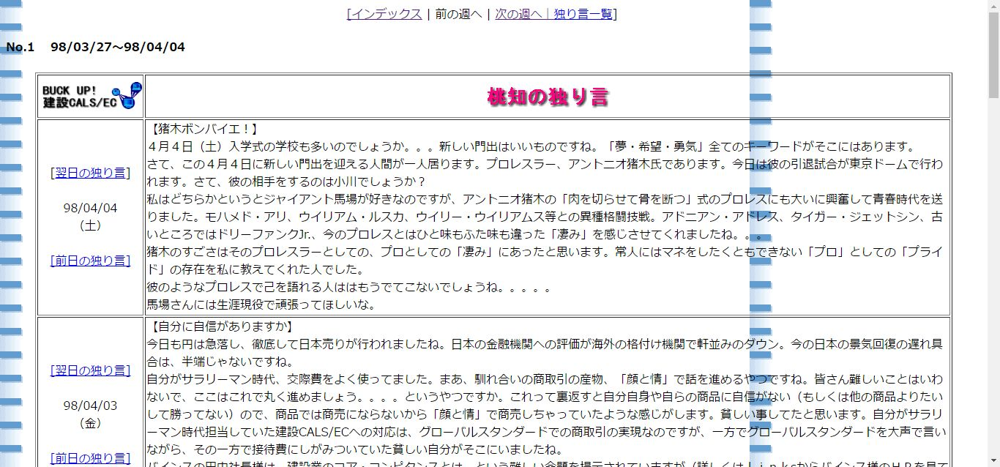 [インデックス | 前の週へ | 次の週へ｜独り言一覧]
No.1 98/03/27～98/04/04
BUCK UP!
建設CALS/EC
桃知の独り言
[翌日の独り言]
98/04/04
（土）
[前日の独り言]
【猪木ボンバイエ！】
４月４日（土）入学式の学校も多いのでしょうか。。。新しい門出はいいものですね。「夢・希望・勇気」全てのキーワードがそこにはあります。
さて、この４月４日に新しい門出を迎える人間が一人居ります。プロレスラー、アントニオ猪木氏であります。今日は彼の引退試合が東京ドームで行わ
れます。さて、彼の相手をするのは小川でしょうか？
私はどちらかというとジャイアント馬場が好きなのですが、アントニオ猪木の「肉を切らせて骨を断つ」式のプロレスにも大いに興奮して青春時代を送
りました。モハメド・アリ、ウイリアム・ルスカ、ウイリー・ウイリアムス等との異種格闘技戦。アドニアン・アドレス、タイガー・ジェットシン、古
いところではドリーファンクJr.、今のプロレスとはひと味もふた味も違った「凄み」を感じさせてくれましたね。。。
猪木のすごさはそのプロレスラーとしての、プロとしての「凄み」にあったと思います。常人にはマネをしたくともできない「プロ」としての「プライ
ド」の存在を私に教えてくれた人でした。
彼のようなプロレスで己を語れる人ははもうでてこないでしょうね。。。。。
馬場さんには生涯現役で頑張ってほしいな。
[翌日の独り言]
98/04/03
（金）
[前日の独り言]
【自分に自信がありますか】
今日も円は急落し、徹底して日本売りが行われましたね。日本の金融機関への評価が海外の格付け機関で軒並みのダウン。今の日本の景気回復の遅れ具
合は、半端じゃないですね。
自分がサラリーマン時代、交際費をよく使ってました。まあ、馴れ合いの商取引の産物、「顔と情」で話を進めるやつですね。皆さん難しいことはいわ
ないで、ここはこれで丸く進めましょう。。。。というやつですか。これって裏返すと自分自身や自らの商品に自信がない（もしくは他の商品よりたい
して勝ってない）ので、商品では商売にならないから「顔と情」で商売しちゃっていたような感じがします。貧しい事してたと思います。自分がサラリ
ーマン時代担当していた建設CALS/ECへの対応は、グローバルスタンダードでの商取引の実現なのですが、一方でグローバルスタンダードを大声で言い
ながら、その一方で接待費にしがみついていた貧しい自分がそこにいましたね。
バインスの田中社長様は、建設業のコア・コンピタンスとは、という難しい命題を提示されていますが（詳しくはｌｉｎｋｓからバインス様のＨＰを見て